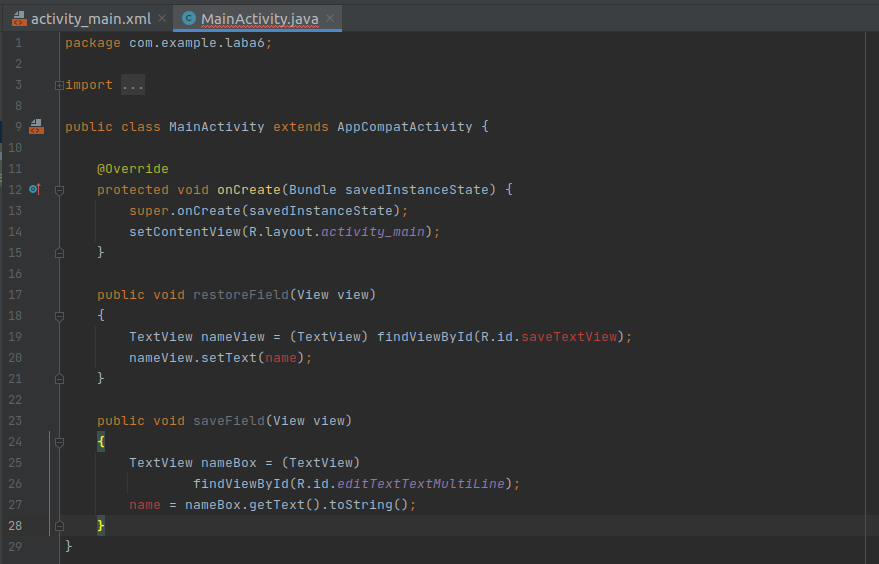 activity_main.xml × MainActivity.java ×
1 package com.example.laba6;
2
3 import ...
8
9 public class MainActivity extends AppCompatActivity {
10
11 @Override
12 protected void onCreate(Bundle savedInstanceState) {
13 super.onCreate(savedInstanceState);
14 setContentView(R.layout.activity_main);
15 }
16
17 public void restoreField(View view)
18 {
19 TextView nameView = (TextView) findViewById(R.id.saveTextView);
20 nameView.setText(name);
21 }
22
23 public void saveField(View view)
24 {
25 TextView nameBox = (TextView)
26 findViewById(R.id.editTextTextMultiLine);
27 name = nameBox.getText().toString();
28 }
29 }